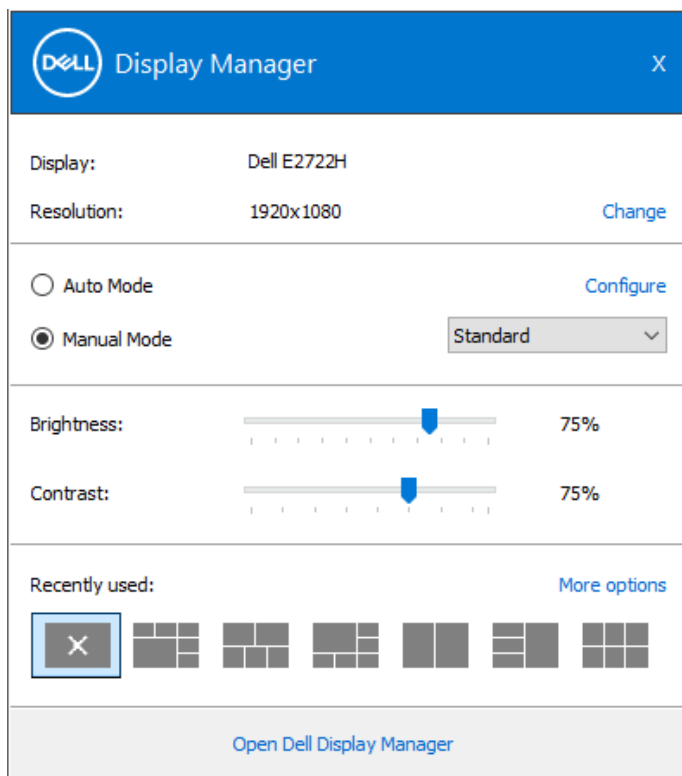 DELL Display Manager X
Display: Dell E2722H
Resolution: 1920x1080 Change
Auto Mode Configure
Manual Mode Standard
Brightness: 75%
Contrast: 75%
Recently used: More options
Open Dell Display Manager